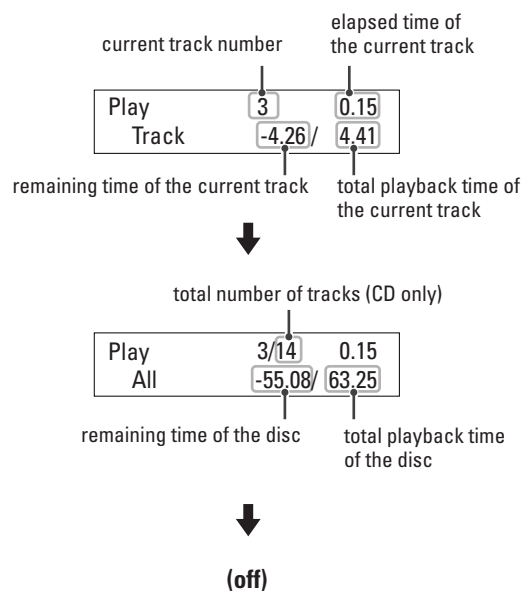 current track number
elapsed time of
the current track
Play 3 0.15
Track -4.26/ 4.41
remaining time of the current track
total playback time of
the current track
total number of tracks (CD only)
Play 3/14 0.15
All -55.08/ 63.25
remaining time of the disc
total playback time
of the disc
(off)